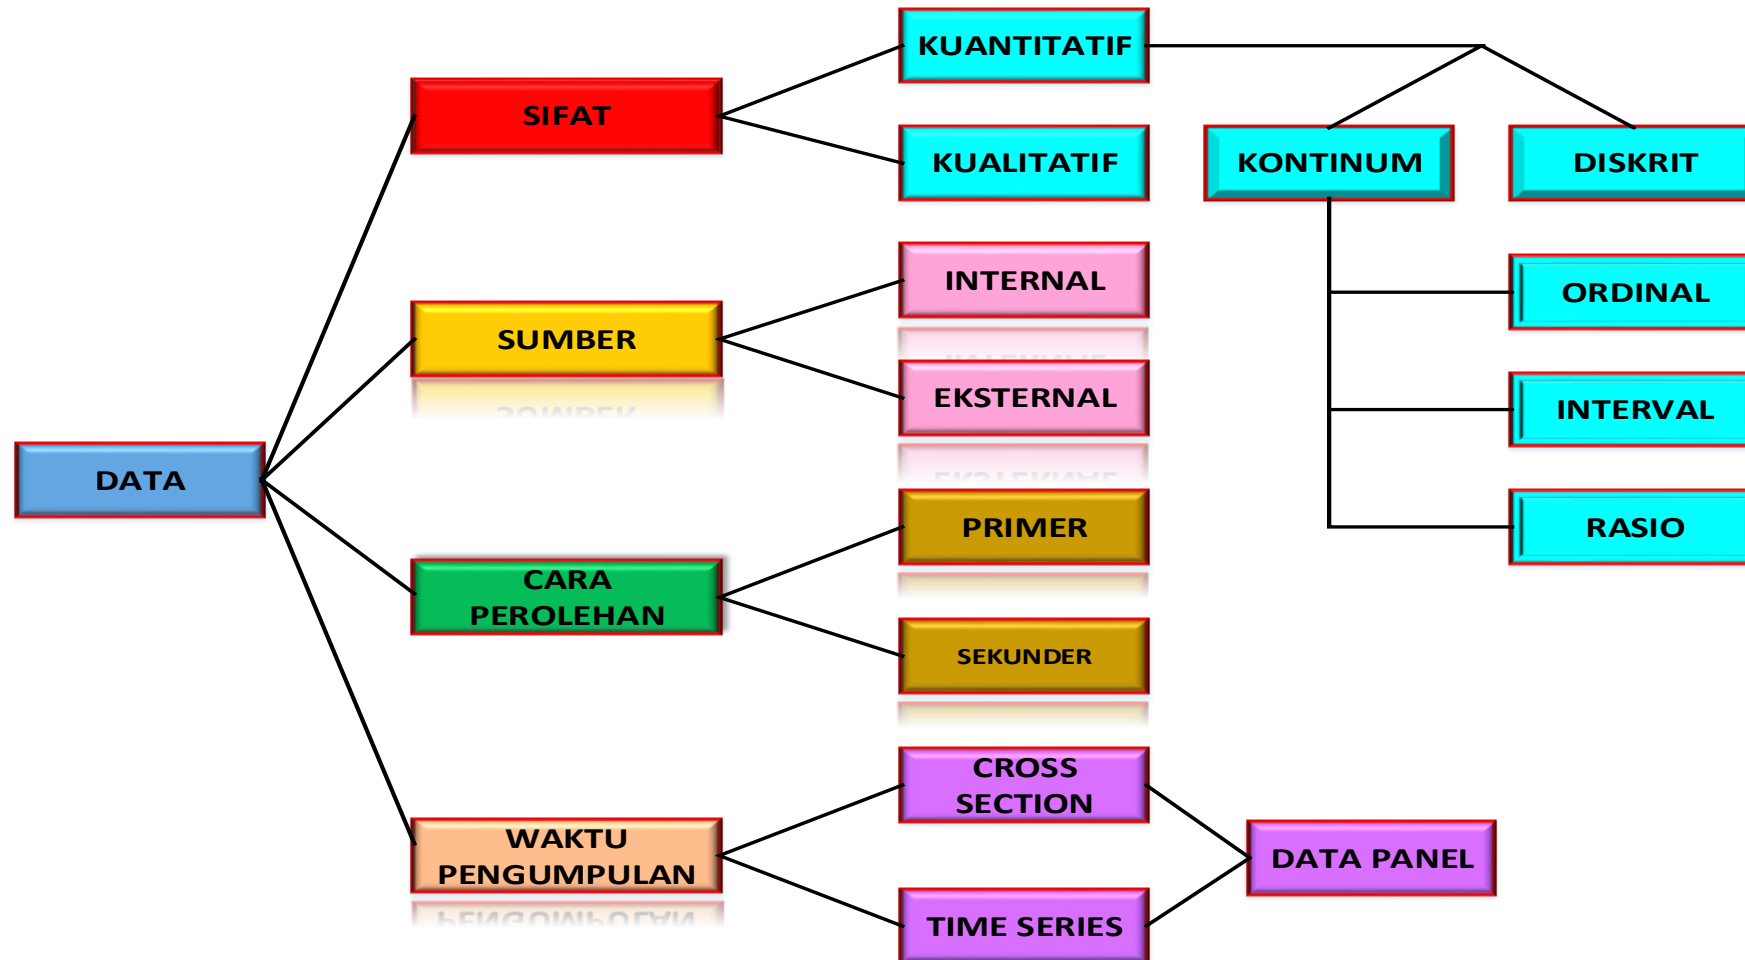 KUANTITATIF
SIFAT
KUALITATIF
KONTINUM
DISKRIT
INTERNAL
ORDINAL
SUMBER
EKSTERNAL
INTERVAL
DATA
PRIMER
RASIO
CARA
PEROLEHAN
SEKUNDER
CROSS
SECTION
WAKTU
PENGUMPULAN
DATA PANEL
TIME SERIES